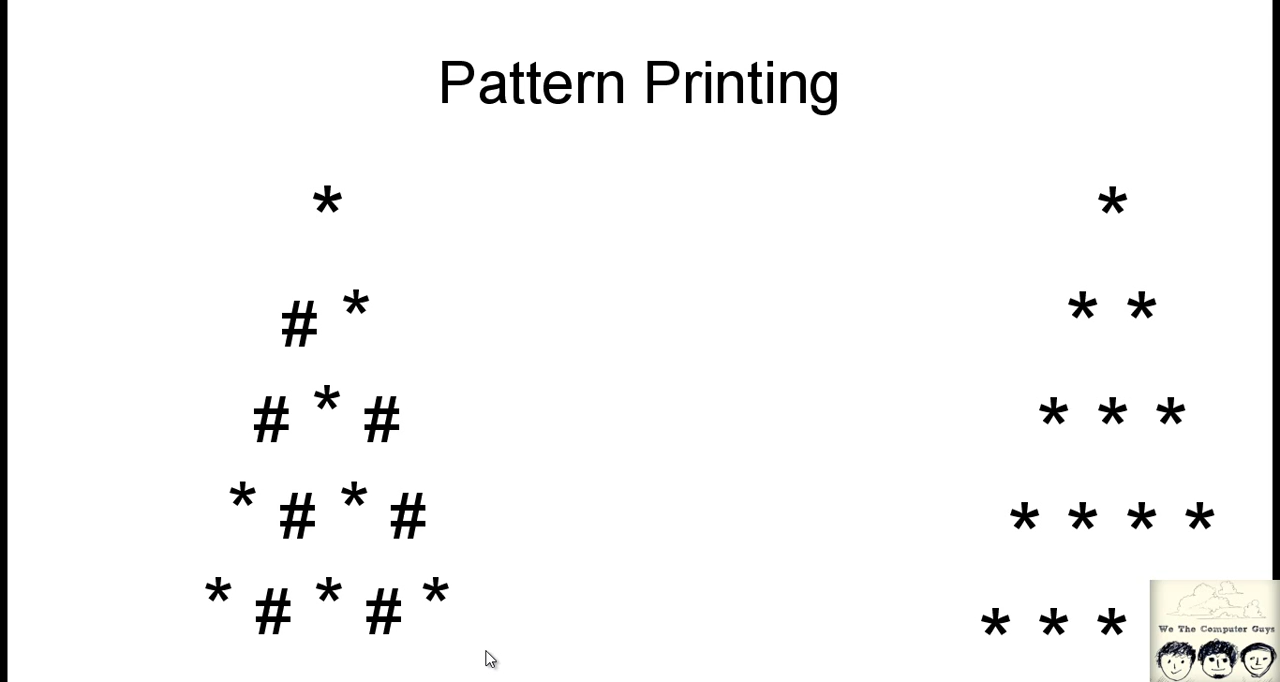 Pattern Printing
* *
# * * *
# * # * * *
* # * # * * * *
* # * # * * * *
We The Computer Guys